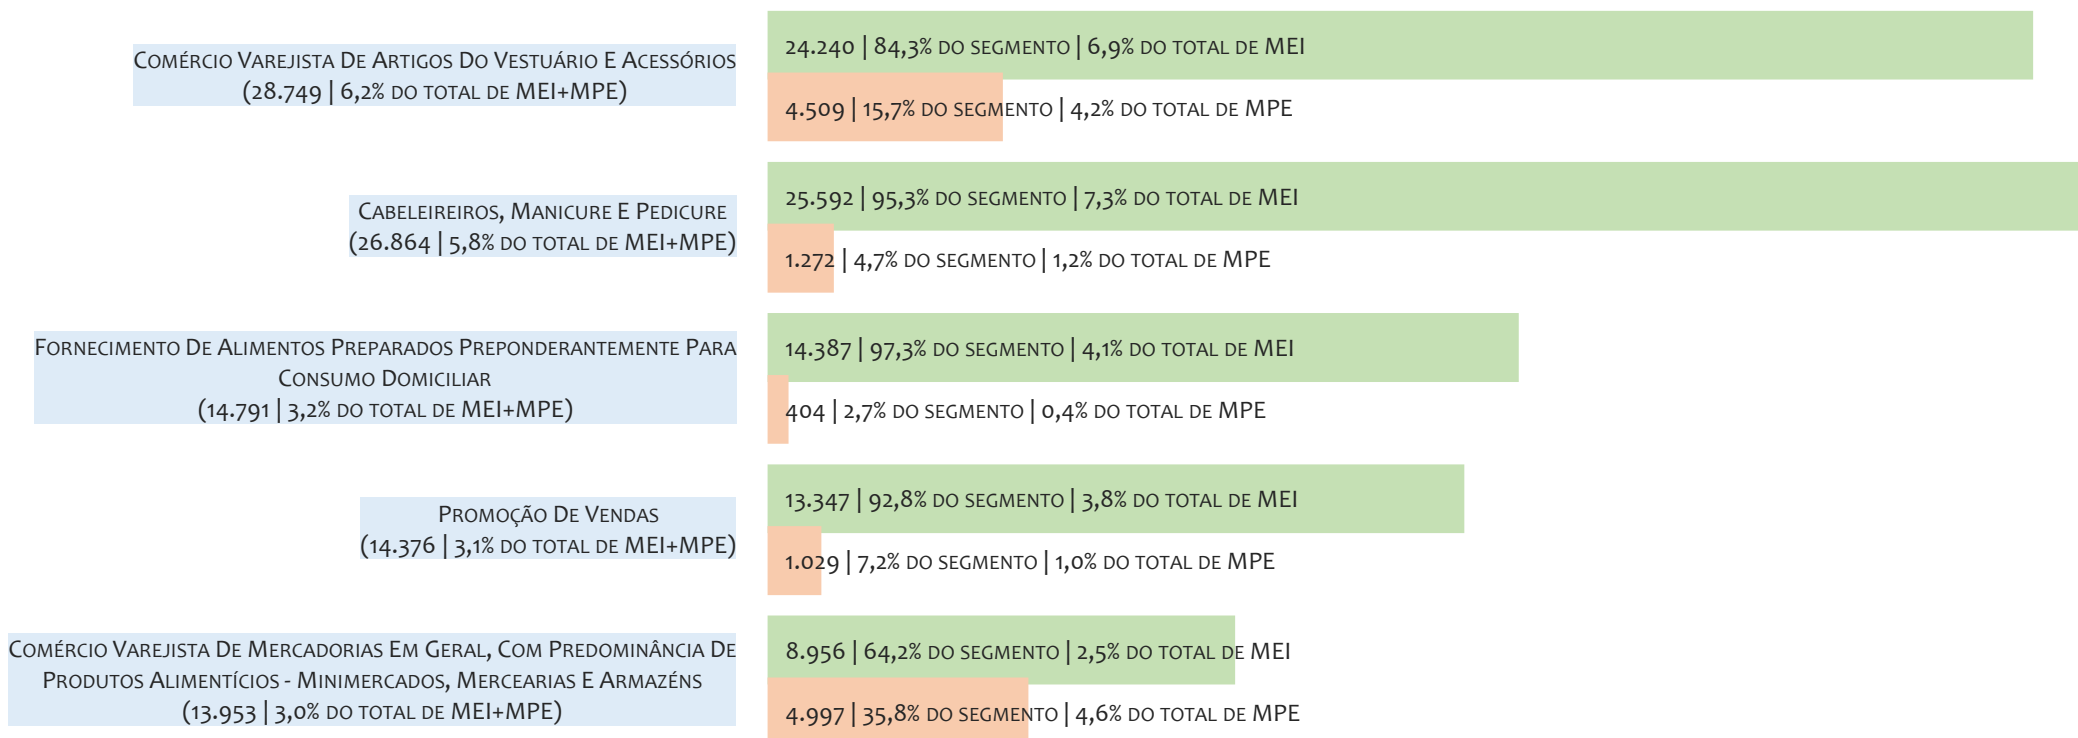 Comércio Varejista De Artigos Do Vestuário E Acessórios
(28.749 | 6,2% do total de MEI+MPE)
24.240 | 84,3% do segmento | 6,9% do total de MEI
4.509 | 15,7% do segmento | 4,2% do total de MPE
Cabeleireiros, Manicure E Pedicure
(26.864 | 5,8% do total de MEI+MPE)
25.592 | 95,3% do segmento | 7,3% do total de MEI
1.272 | 4,7% do segmento | 1,2% do total de MPE
Fornecimento De Alimentos Preparados Preponderantemente Para
Consumo Domiciliar
(14.791 | 3,2% do total de MEI+MPE)
14.387 | 97,3% do segmento | 4,1% do total de MEI
404 | 2,7% do segmento | 0,4% do total de MPE
Promoção De Vendas
(14.376 | 3,1% do total de MEI+MPE)
13.347 | 92,8% do segmento | 3,8% do total de MEI
1.029 | 7,2% do segmento | 1,0% do total de MPE
Comércio Varejista De Mercadorias Em Geral, Com Predominância De
Produtos Alimentícios - Minimercados, Mercearias E Armazéns
(13.953 | 3,0% do total de MEI+MPE)
8.956 | 64,2% do segmento | 2,5% do total de MEI
4.997 | 35,8% do segmento | 4,6% do total de MPE